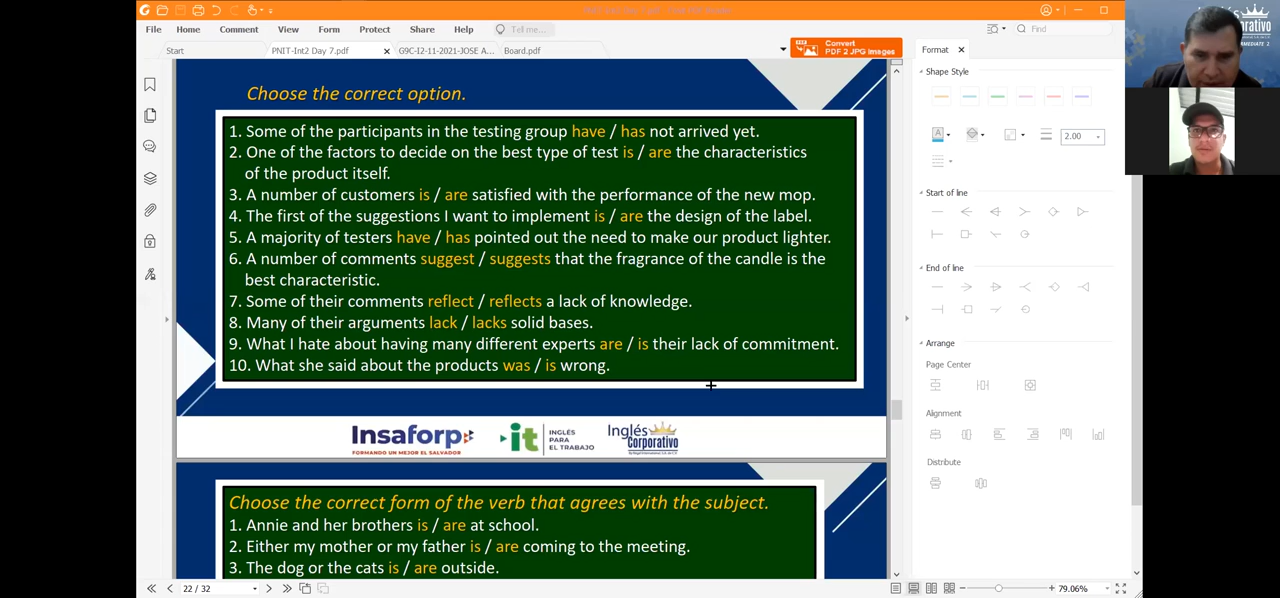 File Home Comment View Form Protect Share Help Tell me... Find
Start PNIT-Int2 Day 7.pdf G9C-I2-11-2021-JOSE A... Board.pdf
Convert
PDF 2 JPG Images
Format
Shape Style
2.00
Start of line
End of line
Arrange
Page Center
Alignment
Distribute
Choose the correct option.
1. Some of the participants in the testing group have / has not arrived yet.
2. One of the factors to decide on the best type of test is / are the characteristics
of the product itself.
3. A number of customers is / are satisfied with the performance of the new mop.
4. The first of the suggestions I want to implement is / are the design of the label.
5. A majority of testers have / has pointed out the need to make our product lighter.
6. A number of comments suggest / suggests that the fragrance of the candle is the
best characteristic.
7. Some of their comments reflect / reflects a lack of knowledge.
8. Many of their arguments lack / lacks solid bases.
9. What I hate about having many different experts are / is their lack of commitment.
10. What she said about the products was / is wrong.
Insaforp
FORMANDO UN MEJOR EL SALVADOR
it
INGLÉS
PARA
EL TRABAJO
Inglés
Corporativo
Choose the correct form of the verb that agrees with the subject.
1. Annie and her brothers is / are at school.
2. Either my mother or my father is / are coming to the meeting.
3. The dog or the cats is / are outside.
22 / 32
79.06%